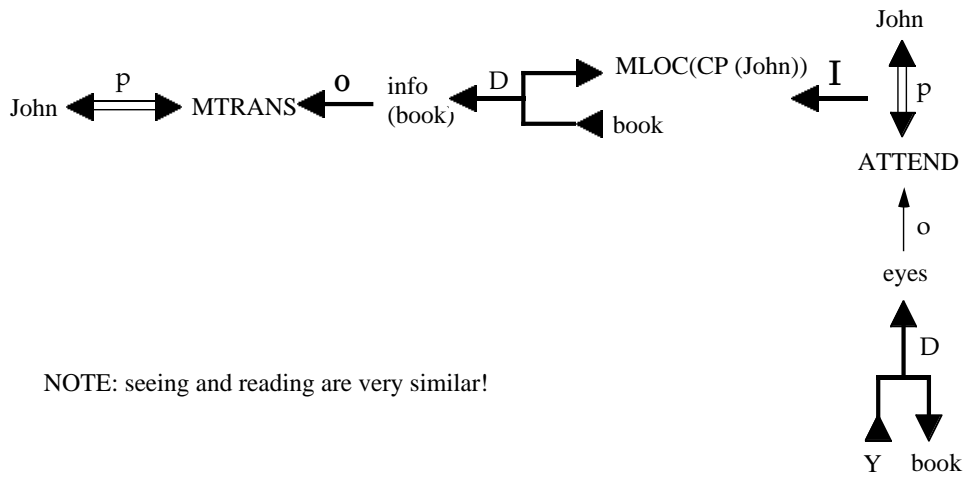 John
p
MTRANS
o
info
(book)
D
MLOC(CP (John))
book
I
John
p
ATTEND
o
eyes
D
Y book
NOTE: seeing and reading are very similar!